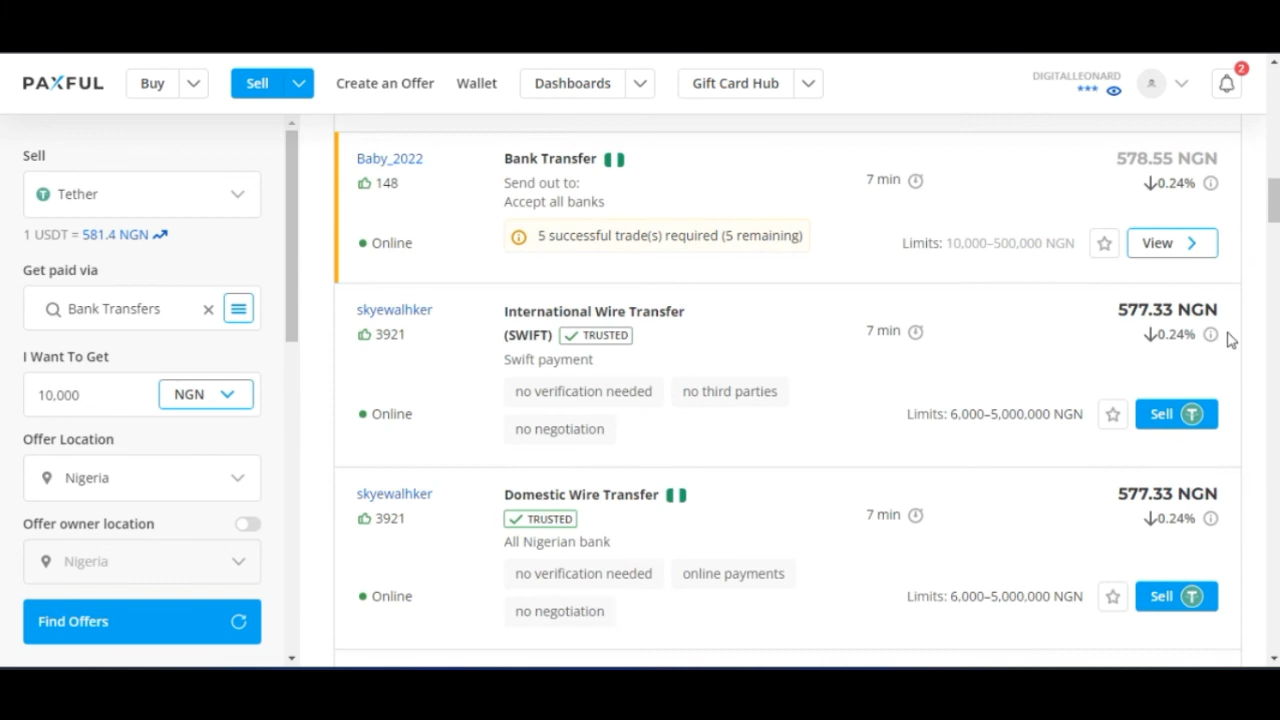 PAXFUL
Buy
Sell
Create an Offer
Wallet
Dashboards
Gift Card Hub
DIGITALLEONARD
***
2
Sell
Tether
1 USDT = 581.4 NGN
Get paid via
Bank Transfers
I Want To Get
10,000
NGN
Offer Location
Nigeria
Offer owner location
Nigeria
Find Offers
Baby_2022
148
Online
Bank Transfer
Send out to:
Accept all banks
5 successful trade(s) required (5 remaining)
7 min
578.55 NGN
0.24%
Limits: 10,000–500,000 NGN
View
skyewalhker
3921
Online
International Wire Transfer
(SWIFT) TRUSTED
Swift payment
no verification needed
no third parties
no negotiation
7 min
577.33 NGN
0.24%
Limits: 6,000–5,000,000 NGN
Sell
skyewalhker
3921
Online
Domestic Wire Transfer
TRUSTED
All Nigerian bank
no verification needed
online payments
no negotiation
7 min
577.33 NGN
0.24%
Limits: 6,000–5,000,000 NGN
Sell